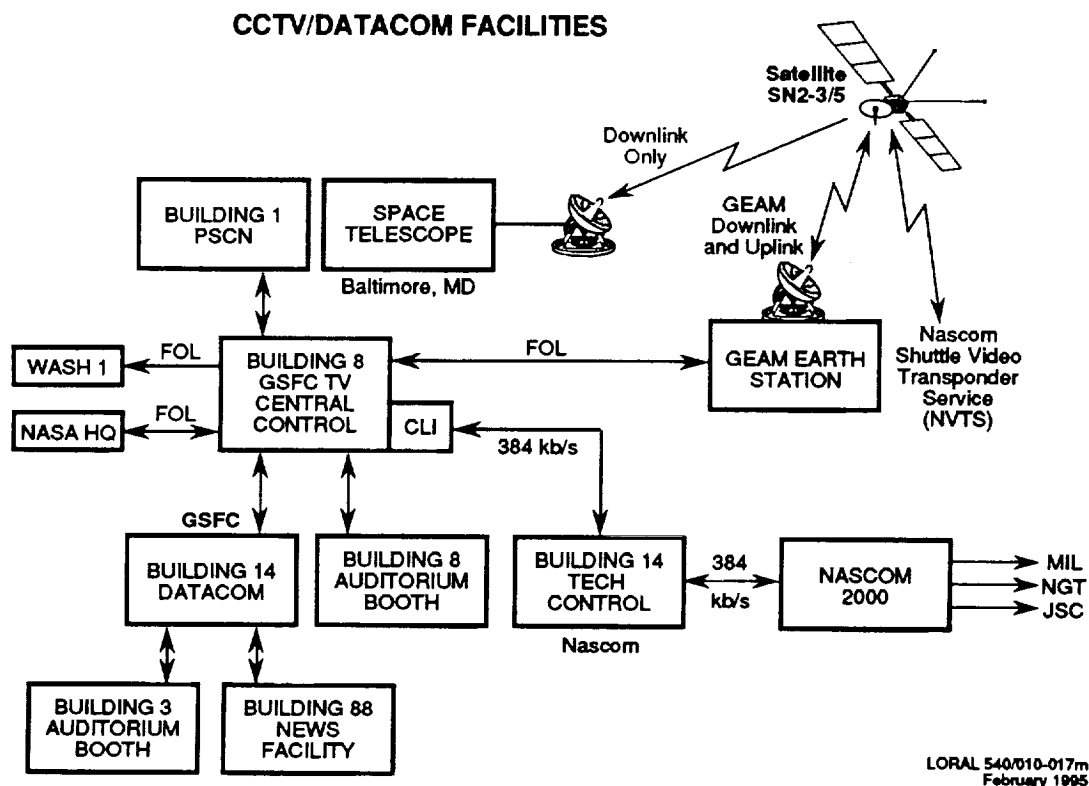 CCTV/DATACOM FACILITIES
Satellite
SN2-3/5
Downlink
Only
GEAM
Downlink
and Uplink
BUILDING 1
PSCN
SPACE
TELESCOPE
Baltimore, MD
Nascom
Shuttle Video
Transponder
Service
(NVTS)
WASH 1
FOL
BUILDING 8
GSFC TV
CENTRAL
CONTROL
FOL
GEAM EARTH
STATION
NASA HQ
FOL
CLI
384 kb/s
GSFC
BUILDING 14
DATACOM
BUILDING 8
AUDITORIUM
BOOTH
BUILDING 14
TECH
CONTROL
Nascom
384
kb/s
NASCOM
2000
MIL
NGT
JSC
BUILDING 3
AUDITORIUM
BOOTH
BUILDING 88
NEWS
FACILITY
LORAL 540/010-017m
February 1995